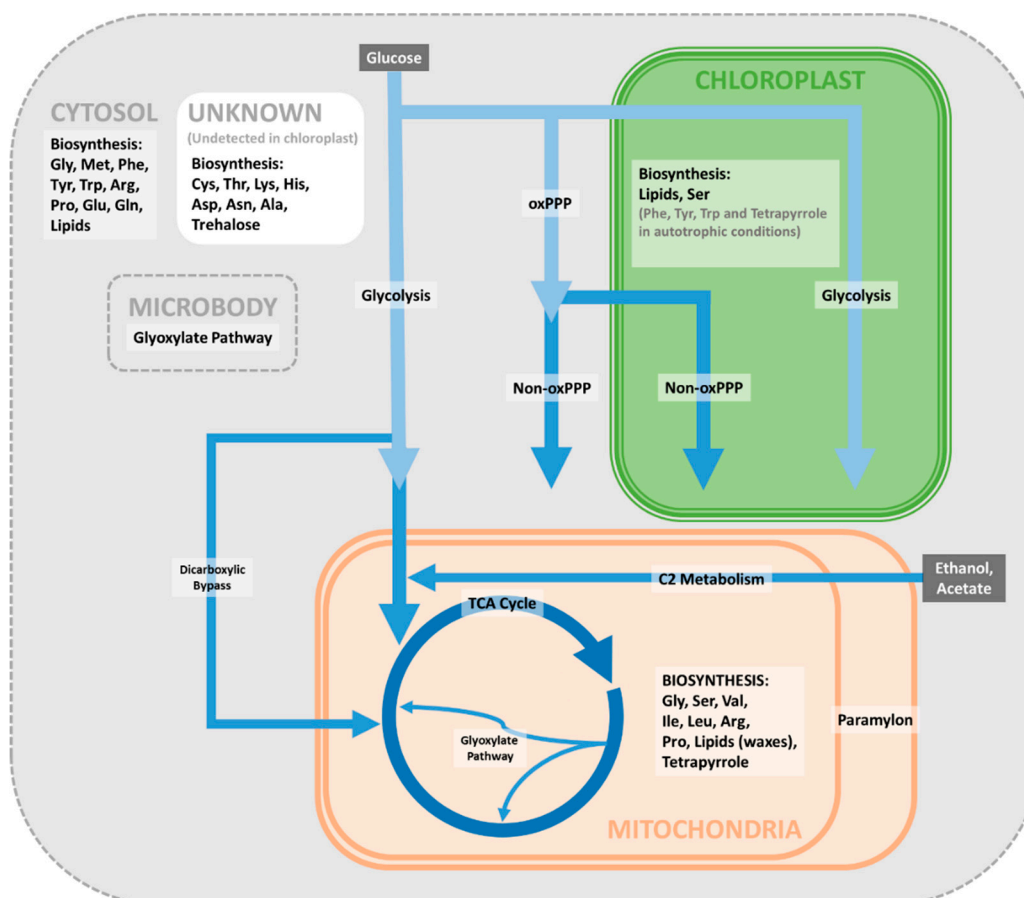 Glucose
CHLOROPLAST
CYTOSOL
Biosynthesis:
Gly, Met, Phe,
Tyr, Trp, Arg,
Pro, Glu, Gln,
Lipids
UNKNOWN
(Undetected in chloroplast)
Biosynthesis:
Cys, Thr, Lys, His,
Asp, Asn, Ala,
Trehalose
oxPPP
Biosynthesis:
Lipids, Ser
(Phe, Tyr, Trp and Tetrapyrrole
in autotrophic conditions)
MICROBODY
Glyoxylate Pathway
Glycolysis
Glycolysis
Non-oxPPP
Non-oxPPP
Dicarboxylic
Bypass
C2 Metabolism
Ethanol,
Acetate
TCA Cycle
BIOSYNTHESIS:
Gly, Ser, Val,
Ile, Leu, Arg,
Pro, Lipids (waxes),
Tetrapyrrole
Paramylon
Glyoxylate
Pathway
MITOCHONDRIA